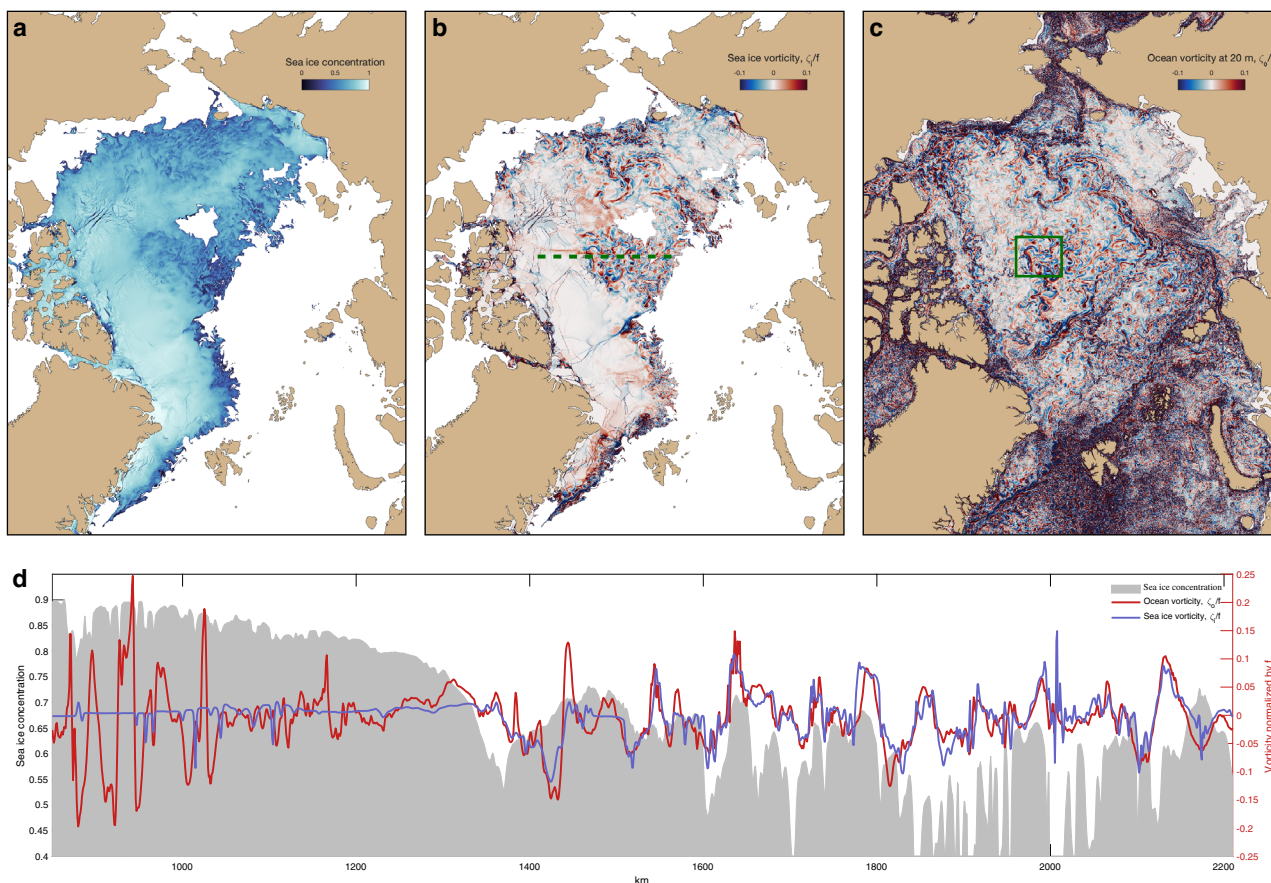 a
Sea ice concentration
0 0.5 1
b
Sea ice vorticity, ζi/f
-0.1 0 0.1
c
Ocean vorticity at 20 m, ζo/f
-0.1 0 0.1
d
Sea ice concentration
Ocean vorticity, ζo/f
Sea ice vorticity, ζi/f
Sea ice concentration
0.9
0.85
0.8
0.75
0.7
0.65
0.6
0.55
0.5
0.45
0.4
0.25
0.2
0.15
0.1
0.05
0
-0.05
-0.1
-0.15
-0.2
-0.25
Vorticity normalized by f
1000 1200 1400 1600 1800 2000 2200
km